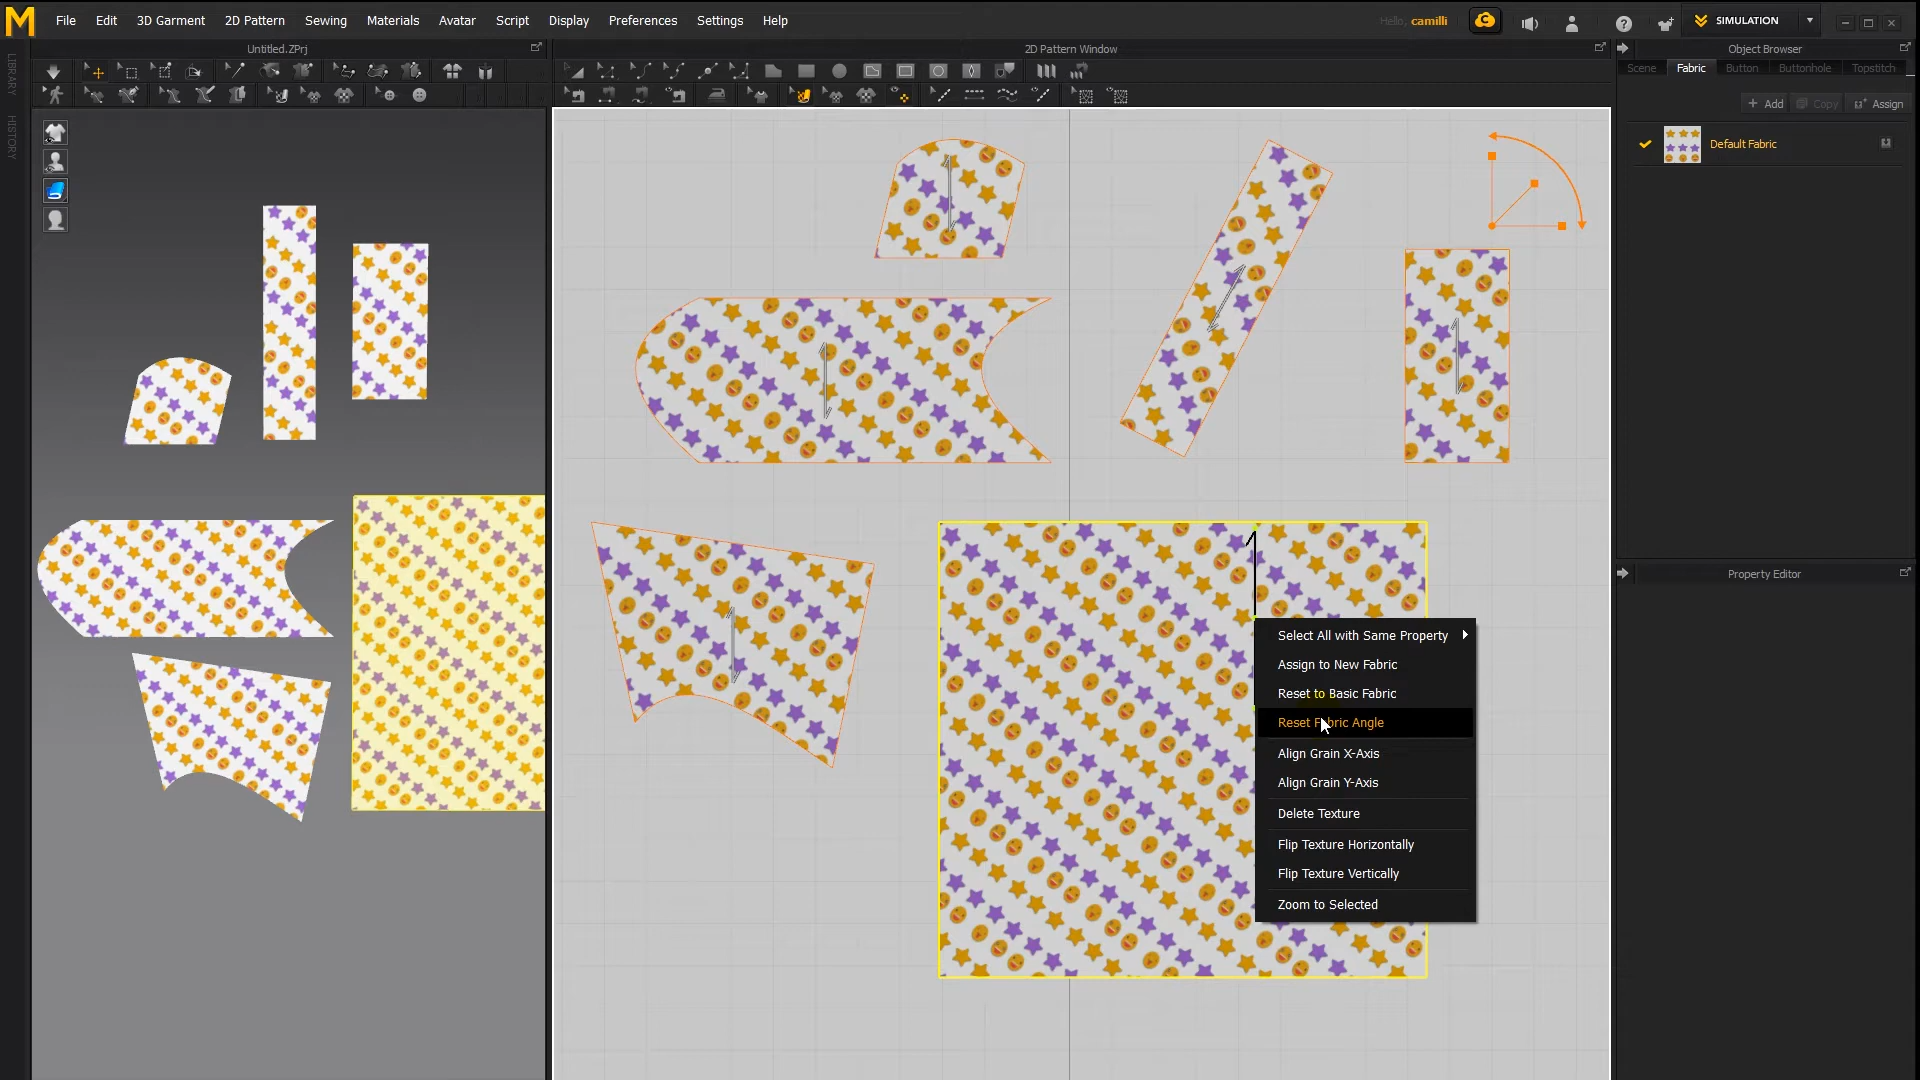 M File Edit 3D Garment 2D Pattern Sewing Materials Avatar Script Display Preferences Settings Help Hello, camilli SIMULATION
Untitled.ZPrj
2D Pattern Window
Object Browser
LIBRARY
HISTORY
Scene Fabric Button Buttonhole Topstitch
+ Add Copy Assign
Default Fabric
Property Editor
Select All with Same Property
Assign to New Fabric
Reset to Basic Fabric
Reset Fabric Angle
Align Grain X-Axis
Align Grain Y-Axis
Delete Texture
Flip Texture Horizontally
Flip Texture Vertically
Zoom to Selected